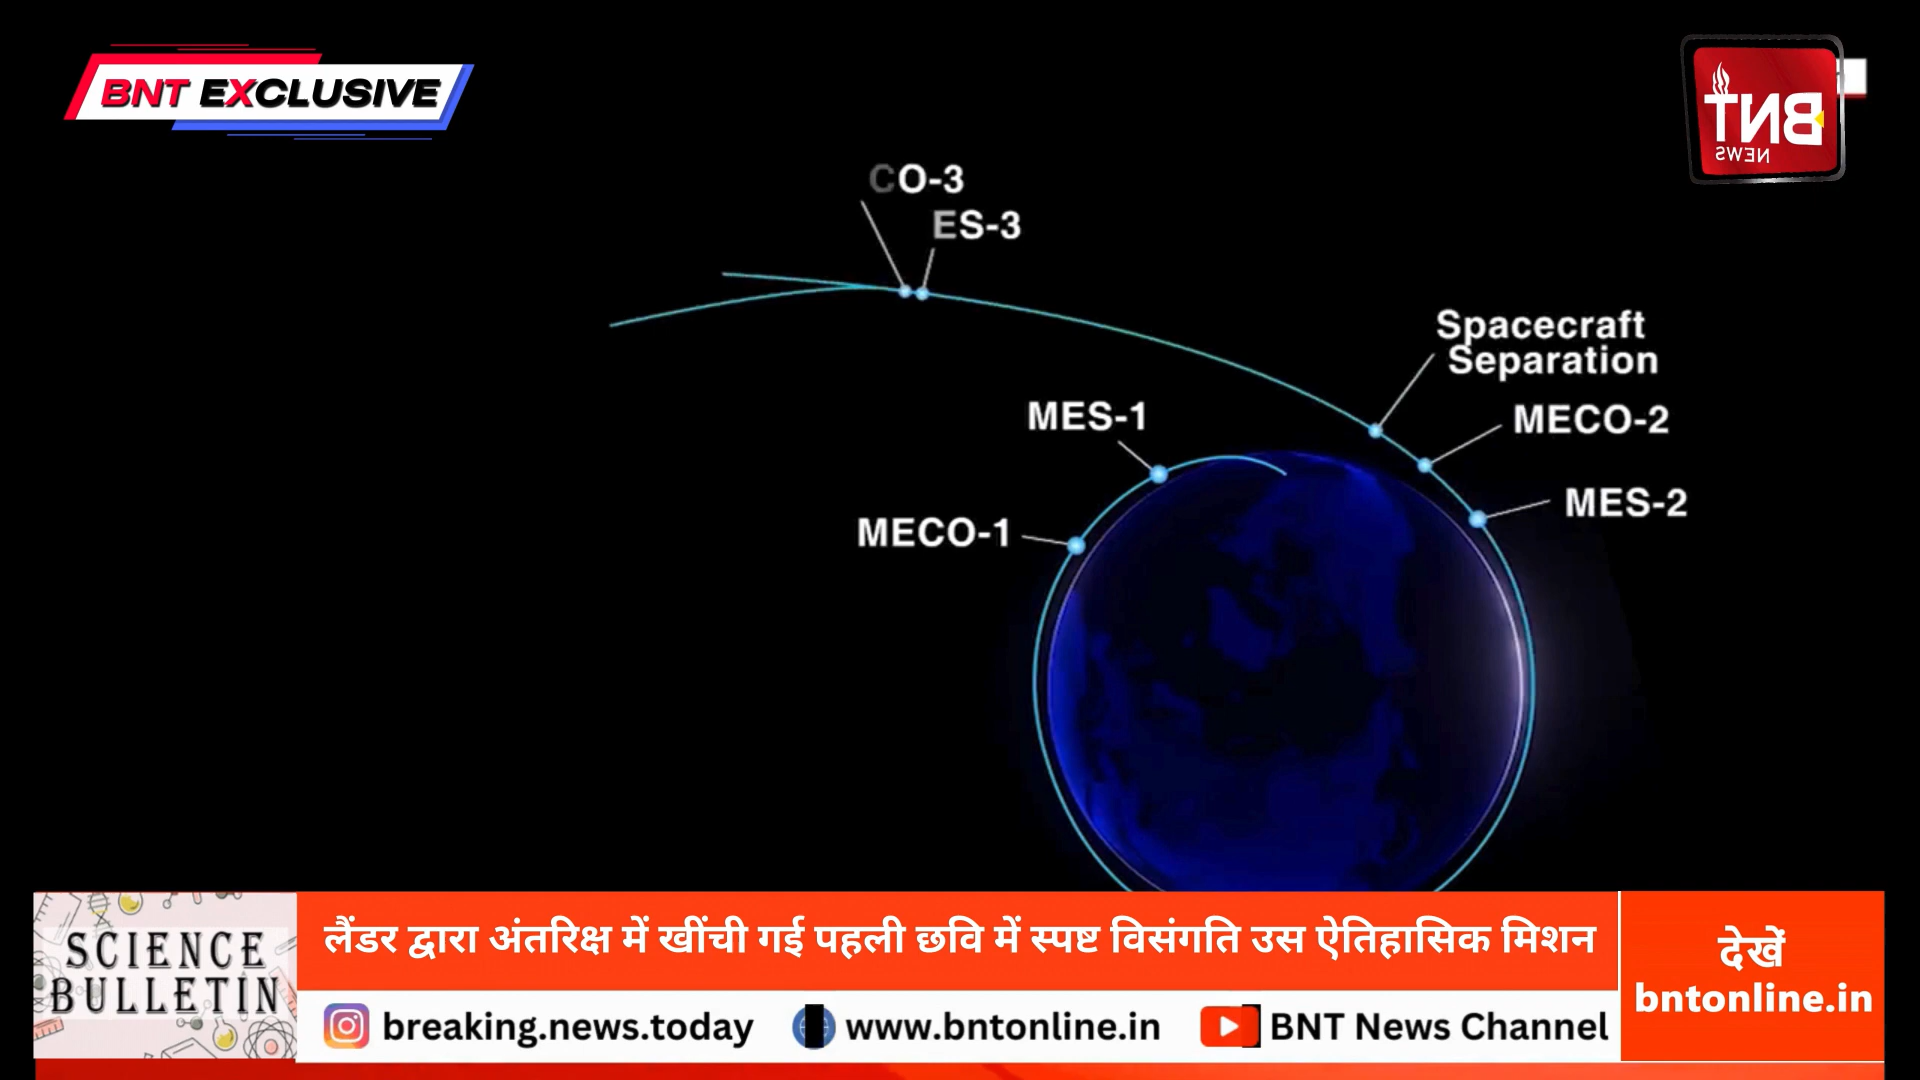 BNT EXCLUSIVE
BNT
NEWS
CO-3
ES-3
Spacecraft
Separation
MES-1
MECO-2
MES-2
MECO-1
लैंडर द्वारा अंतरिक्ष में खींची गई पहली छवि में स्पष्ट विसंगति उस ऐतिहासिक मिशन
देखें
bntonline.in
SCIENCE
BULLETIN
breaking.news.today
www.bntonline.in
BNT News Channel